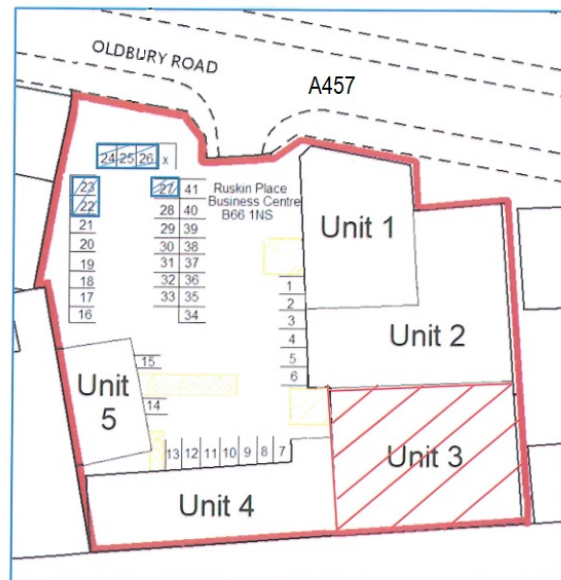 OLDBURY ROAD
A457
24 25 26 x
23
22
21
20
19
18
17
16
27 41
28 40
29 39
30 38
31 37
32 36
33 35
34
Ruskin Place
Business Centre
B66 1NS
Unit 1
1
2
3
4
5
6
Unit 2
15
14
Unit
5
13 12 11 10 9 8 7
Unit 3
Unit 4